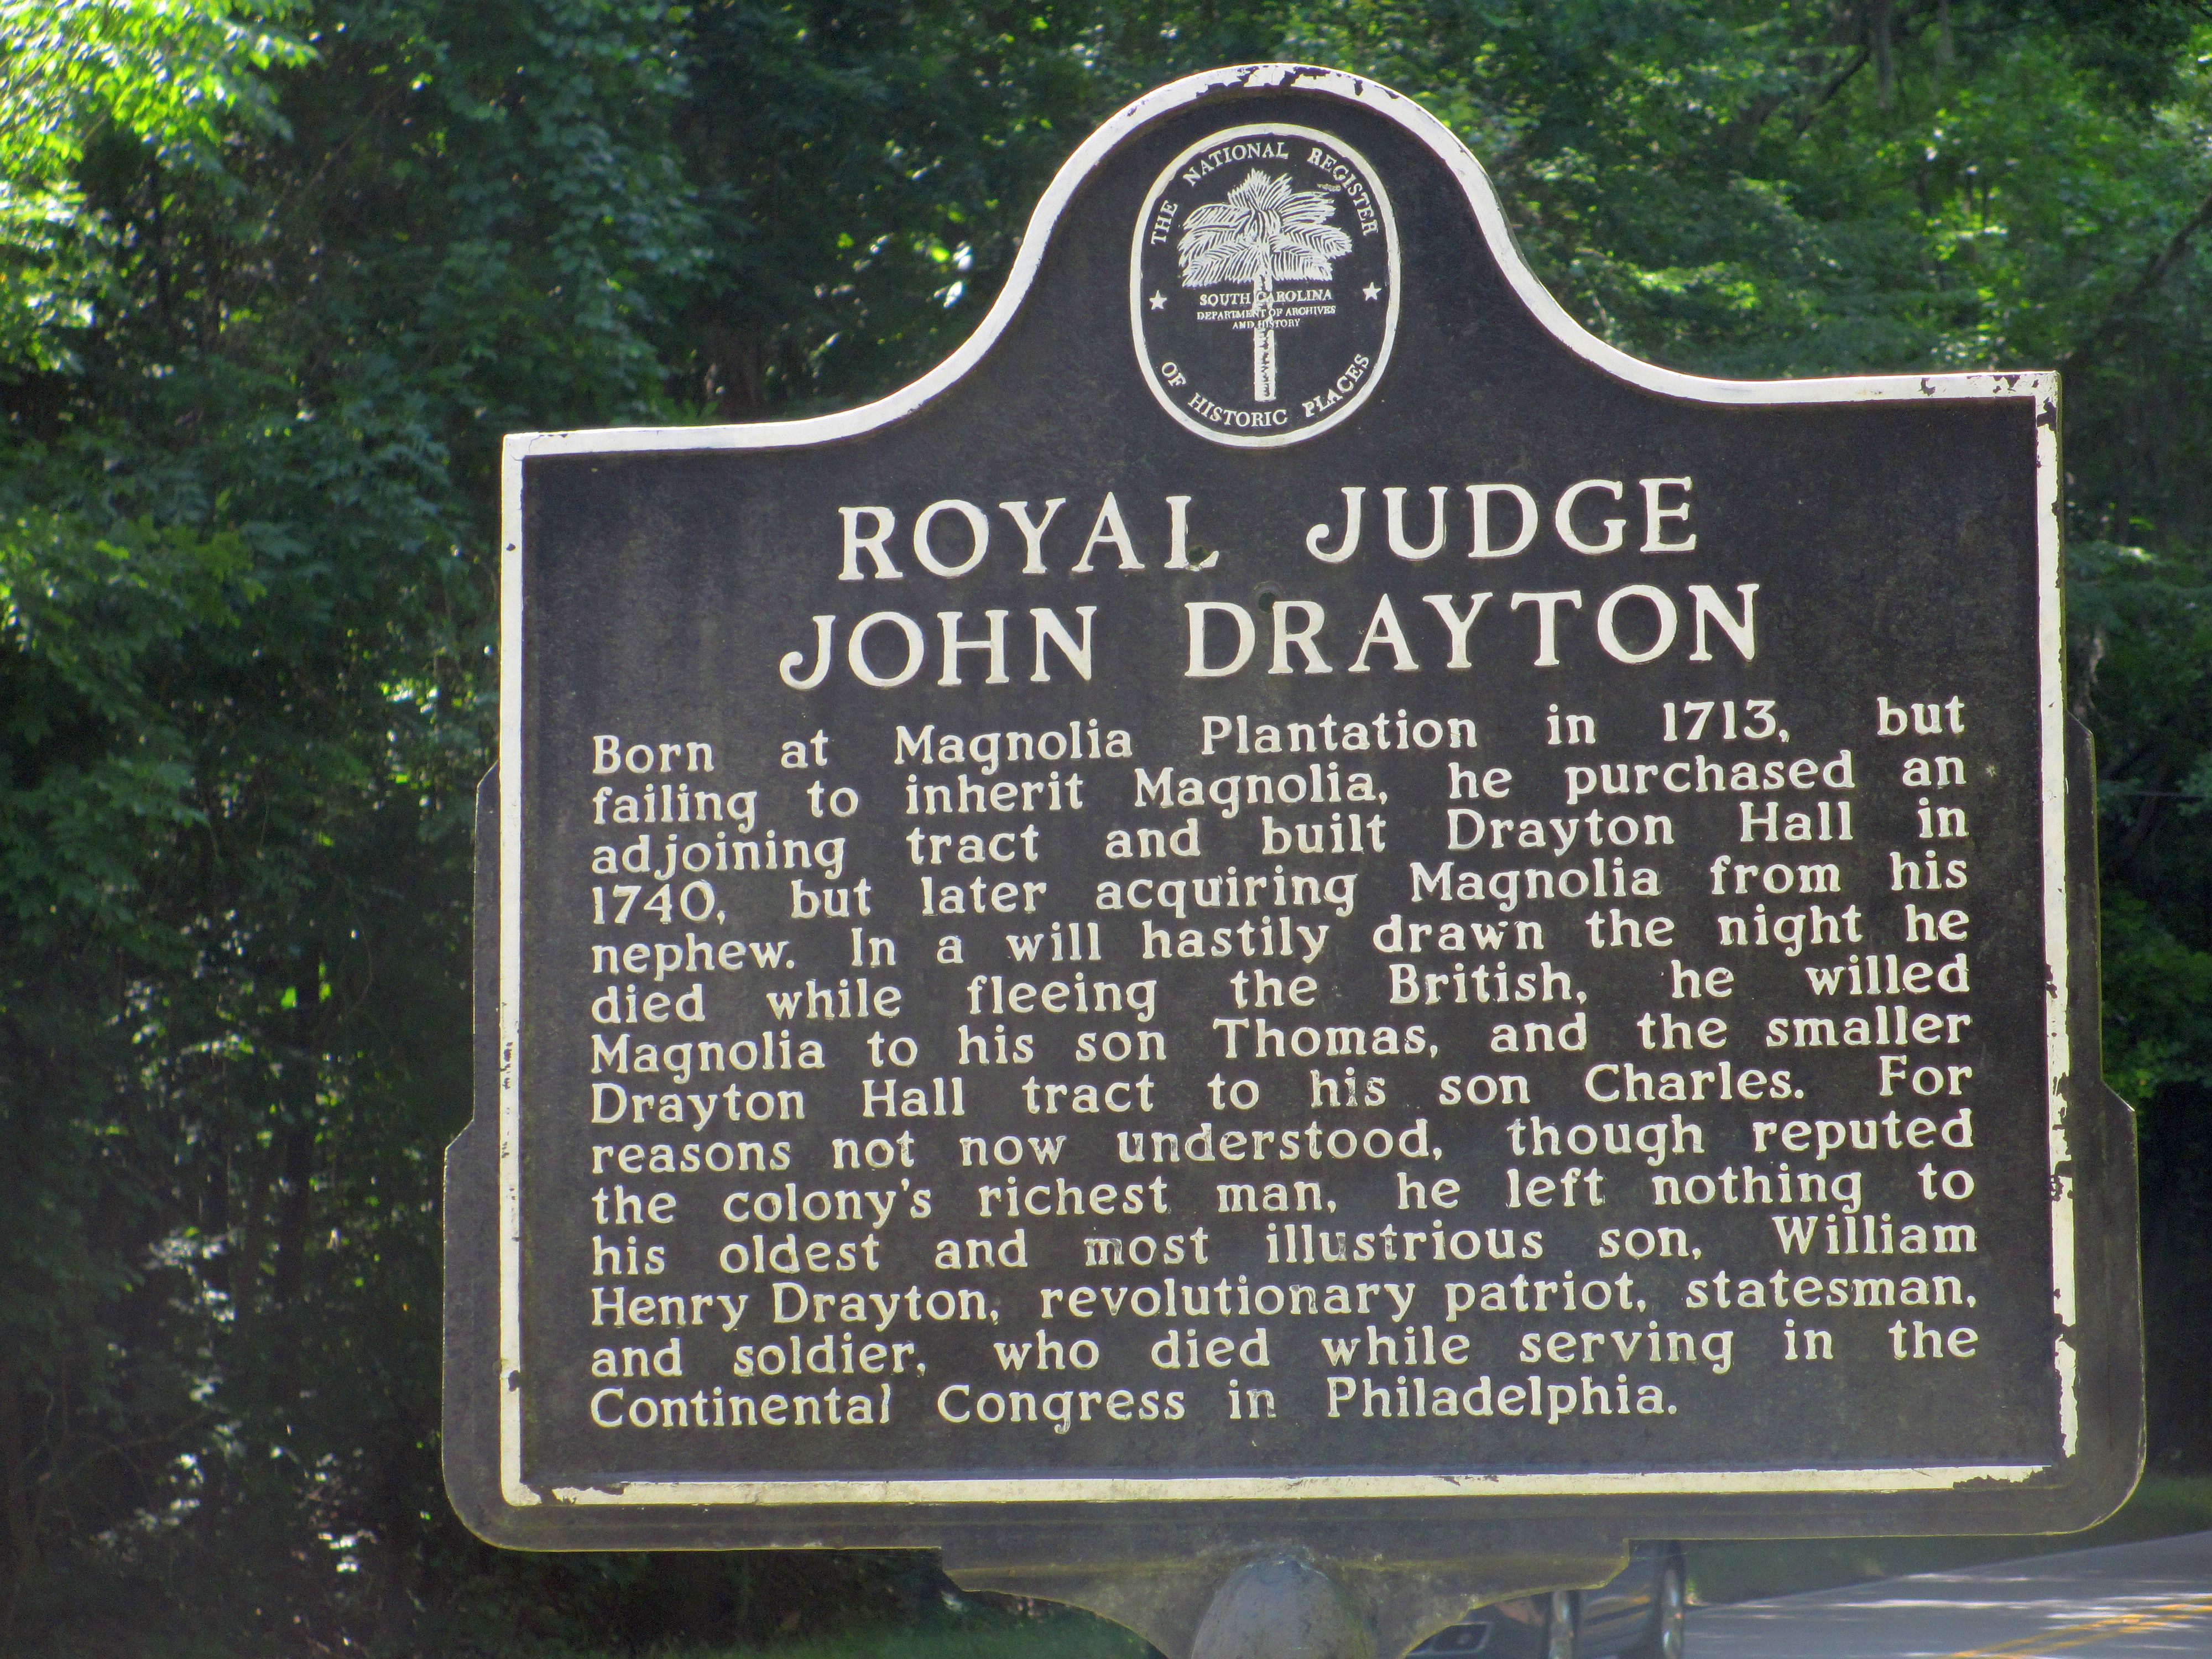 THE NATIONAL REGISTER
SOUTH CAROLINA
DEPARTMENT OF ARCHIVES
AND HISTORY
OF HISTORIC PLACES
ROYAL JUDGE
JOHN DRAYTON
Born at Magnolia Plantation in 1713, but
failing to inherit Magnolia, he purchased an
adjoining tract and built Drayton Hall in
1740, but later acquiring Magnolia from his
nephew. In a will hastily drawn the night he
died while fleeing the British, he willed
Magnolia to his son Thomas, and the smaller
Drayton Hall tract to his son Charles. For
reasons not now understood, though reputed
the colony's richest man, he left nothing to
his oldest and most illustrious son, William
Henry Drayton, revolutionary patriot, statesman,
and soldier, who died while serving in the
Continental Congress in Philadelphia.